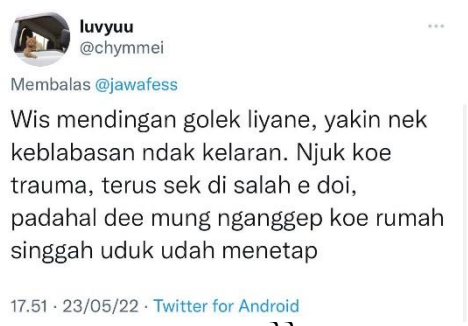 luvyuu
@chymmei
Membalas @jawafess
Wis mendingan golek liyane, yakin nek
keblabasan ndak kelaran. Njuk koe
trauma, terus sek di salah e doi,
padahal dee mung nganggep koe rumah
singgah uduk udah menetap
17.51 · 23/05/22 · Twitter for Android